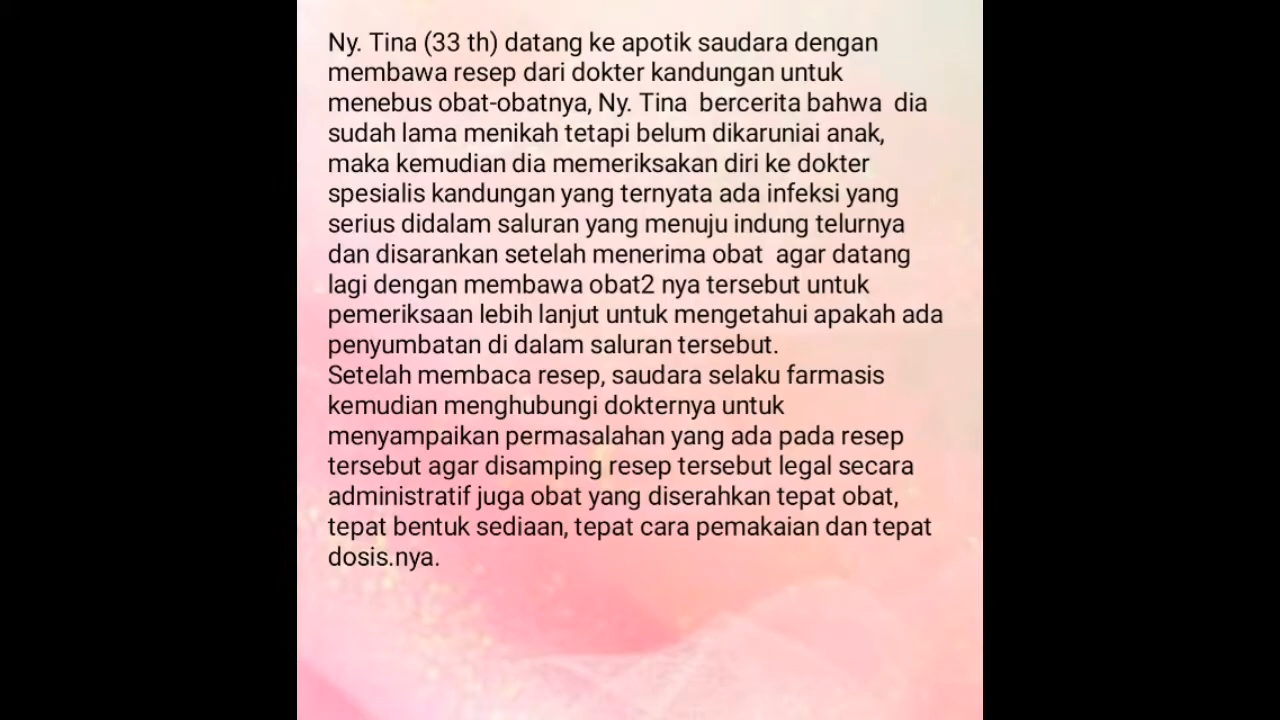 Ny. Tina (33 th) datang ke apotik saudara dengan
membawa resep dari dokter kandungan untuk
menebus obat-obatnya, Ny. Tina  bercerita bahwa  dia
sudah lama menikah tetapi belum dikaruniai anak,
maka kemudian dia memeriksakan diri ke dokter
spesialis kandungan yang ternyata ada infeksi yang
serius didalam saluran yang menuju indung telurnya
dan disarankan setelah menerima obat  agar datang
lagi dengan membawa obat2 nya tersebut untuk
pemeriksaan lebih lanjut untuk mengetahui apakah ada
penyumbatan di dalam saluran tersebut.
Setelah membaca resep, saudara selaku farmasis
kemudian menghubungi dokternya untuk
menyampaikan permasalahan yang ada pada resep
tersebut agar disamping resep tersebut legal secara
administratif juga obat yang diserahkan tepat obat,
tepat bentuk sediaan, tepat cara pemakaian dan tepat
dosis.nya.